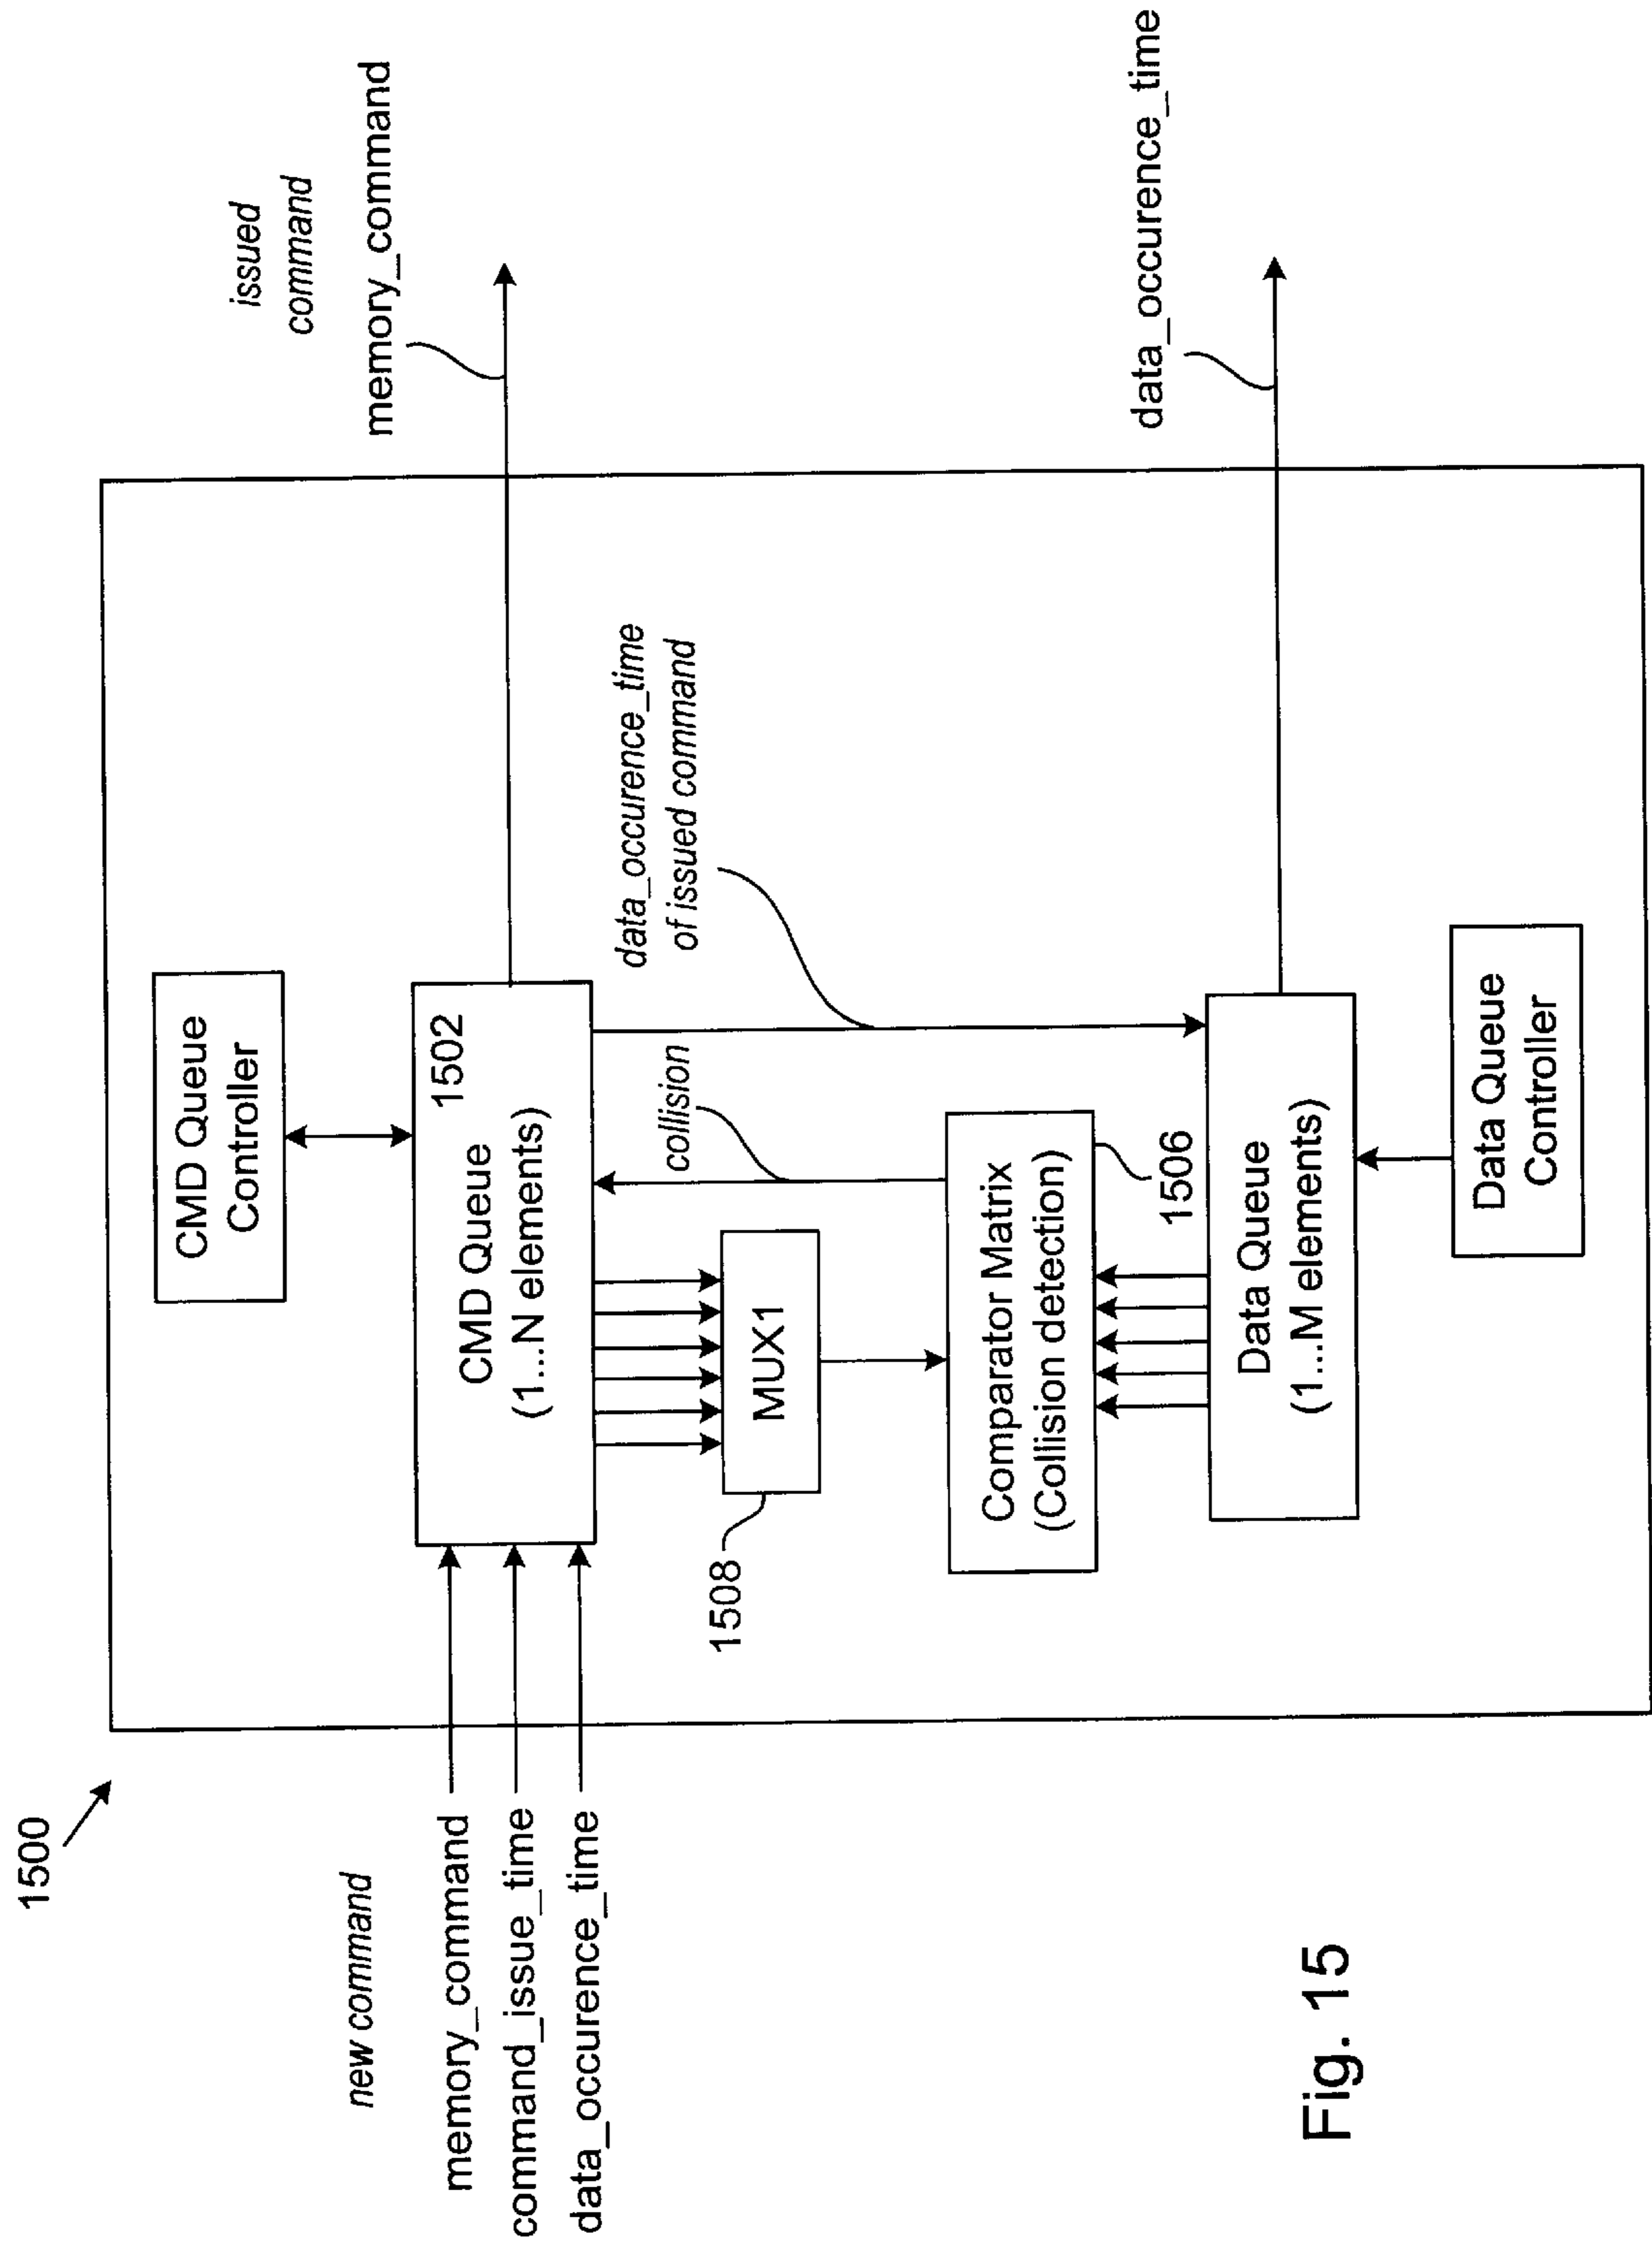 1500
new command
memory_command
command_issue_time
data_occurence_time
CMD Queue
Controller
1502
CMD Queue
(1...N elements)
issued
command
memory_command
1508
MUX1
collision
data_occurence_time
of issued command
Comparator Matrix
(Collision detection)
1506
Data Queue
(1...M elements)
data_occurence_time
Data Queue
Controller
Fig. 15